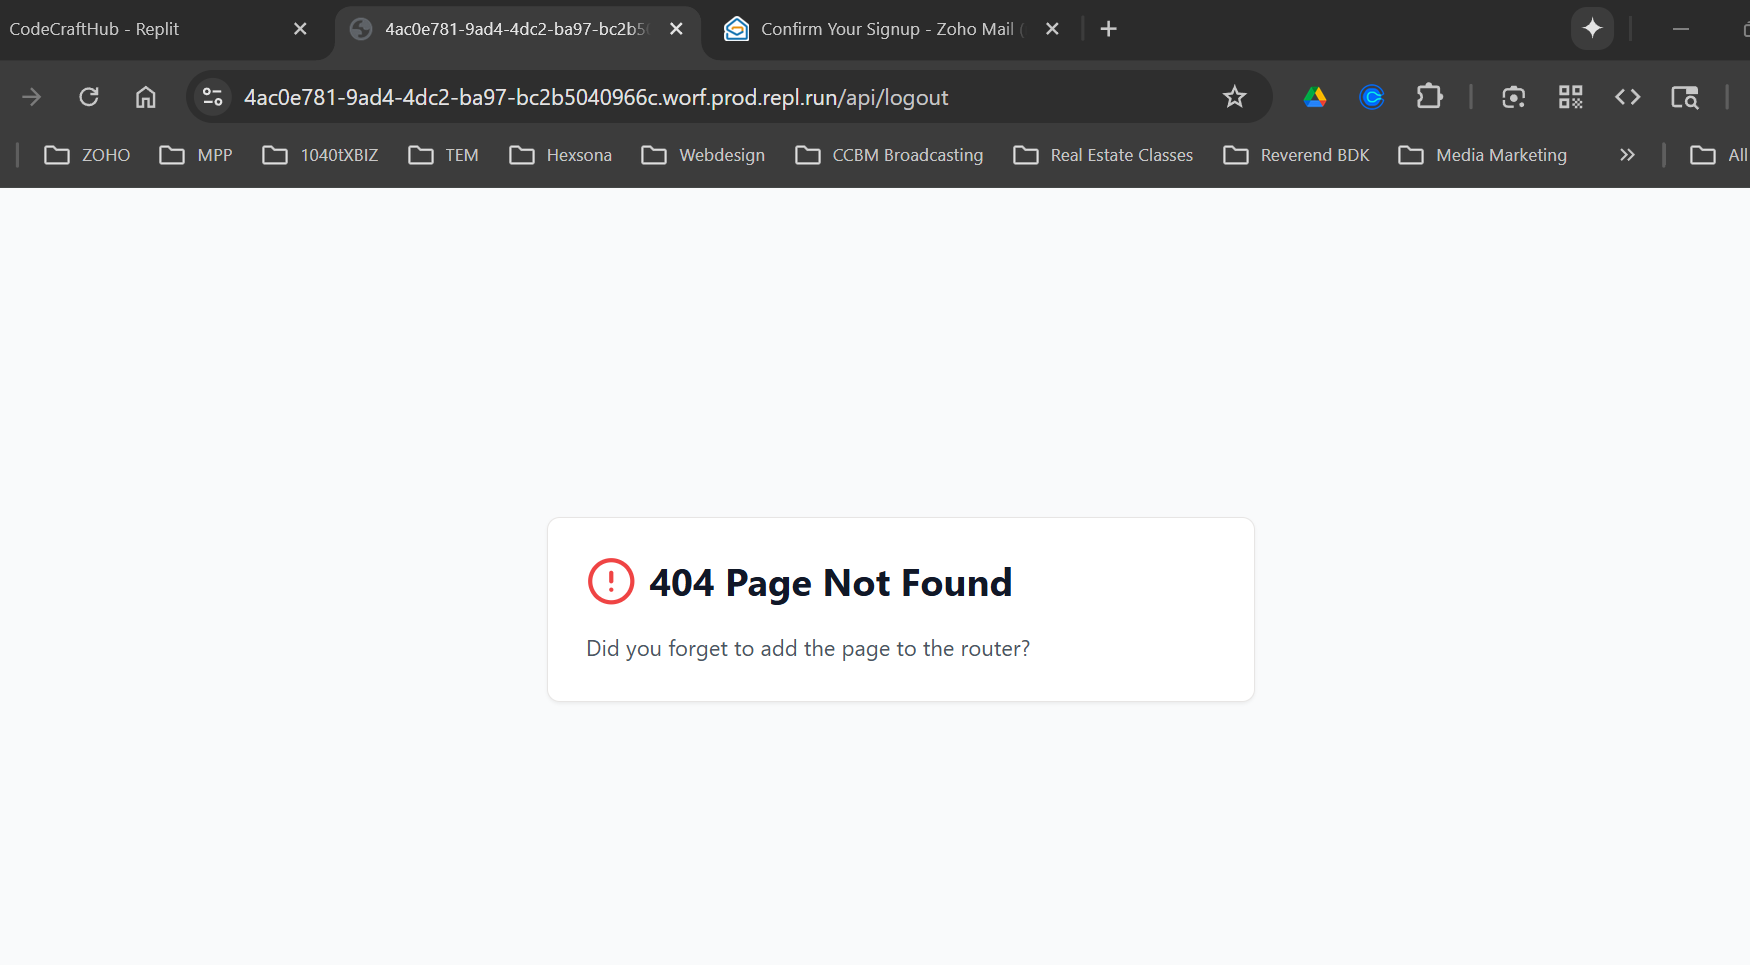 CodeCraftHub - Replit
4ac0e781-9ad4-4dc2-ba97-bc2b50
Confirm Your Signup - Zoho Mail (
4ac0e781-9ad4-4dc2-ba97-bc2b5040966c.worf.prod.repl.run/api/logout
ZOHO MPP 1040tXBIZ TEM Hexsona Webdesign CCBM Broadcasting Real Estate Classes Reverend BDK Media Marketing » All
404 Page Not Found
Did you forget to add the page to the router?